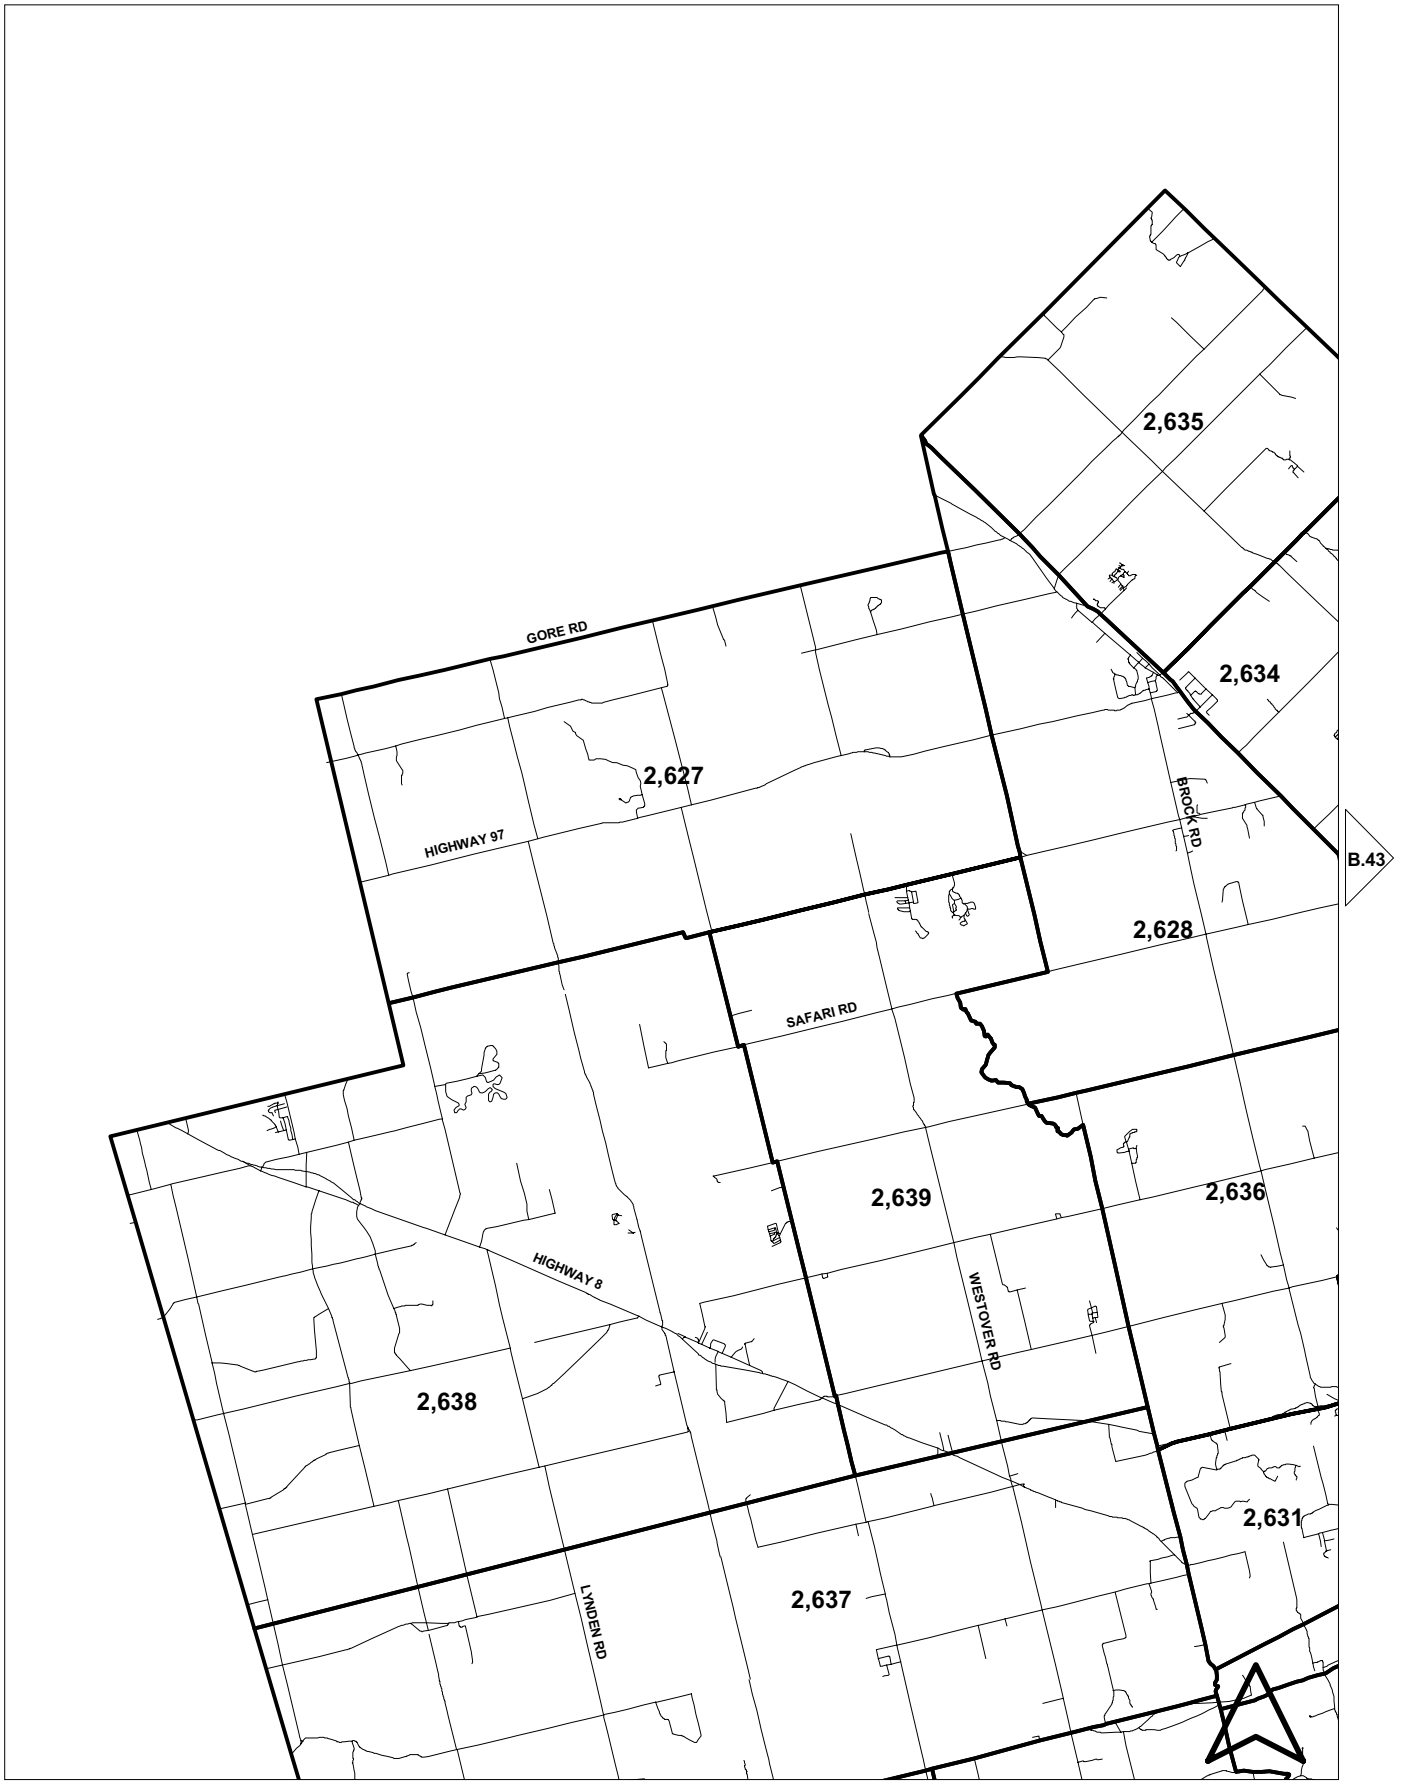 2,635
GORE RD
2,634
2,627
BROCK RD
HIGHWAY 97
B.43
2,628
SAFARI RD
2,639
2,636
HIGHWAY 8
WESTOVER RD
2,638
2,631
2,637
LYNDEN RD